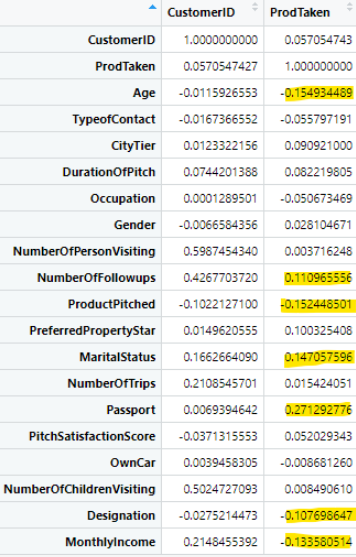 CustomerID ProdTaken
CustomerID 1.0000000000 0.057054743
ProdTaken 0.0570547427 1.000000000
Age -0.0115926553 -0.154934489
TypeofContact -0.0167366552 -0.055797191
CityTier 0.0123322156 0.090921000
DurationOfPitch 0.0744201388 0.082219805
Occupation 0.0001289501 -0.050673469
Gender -0.0066584356 0.028104671
NumberOfPersonVisiting 0.5987454340 0.003716248
NumberOfFollowups 0.4267703720 0.110965556
ProductPitched -0.1022127100 -0.152448501
PreferredPropertyStar 0.0149620555 0.100325408
MaritalStatus 0.1662664090 0.147057596
NumberOfTrips 0.2108545701 0.015424051
Passport 0.0069394642 0.271292776
PitchSatisfactionScore -0.0371315553 0.052029343
OwnCar 0.0039458305 -0.008681260
NumberOfChildrenVisiting 0.5024727093 0.008490610
Designation -0.0275214473 -0.107698647
MonthlyIncome 0.2148455392 -0.133580514